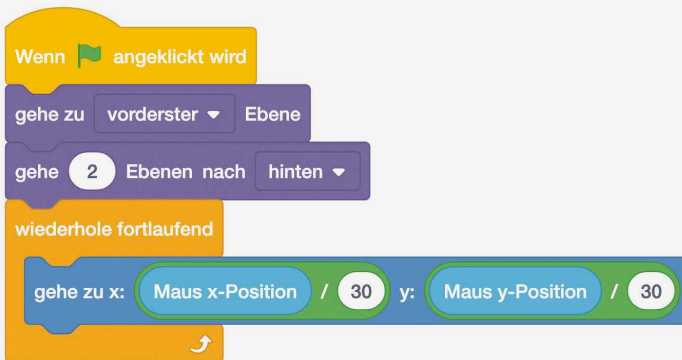 Wenn angeklickt wird
gehe zu vorderster Ebene
gehe 2 Ebenen nach hinten
wiederhole fortlaufend
gehe zu x: Maus x-Position / 30 y: Maus y-Position / 30